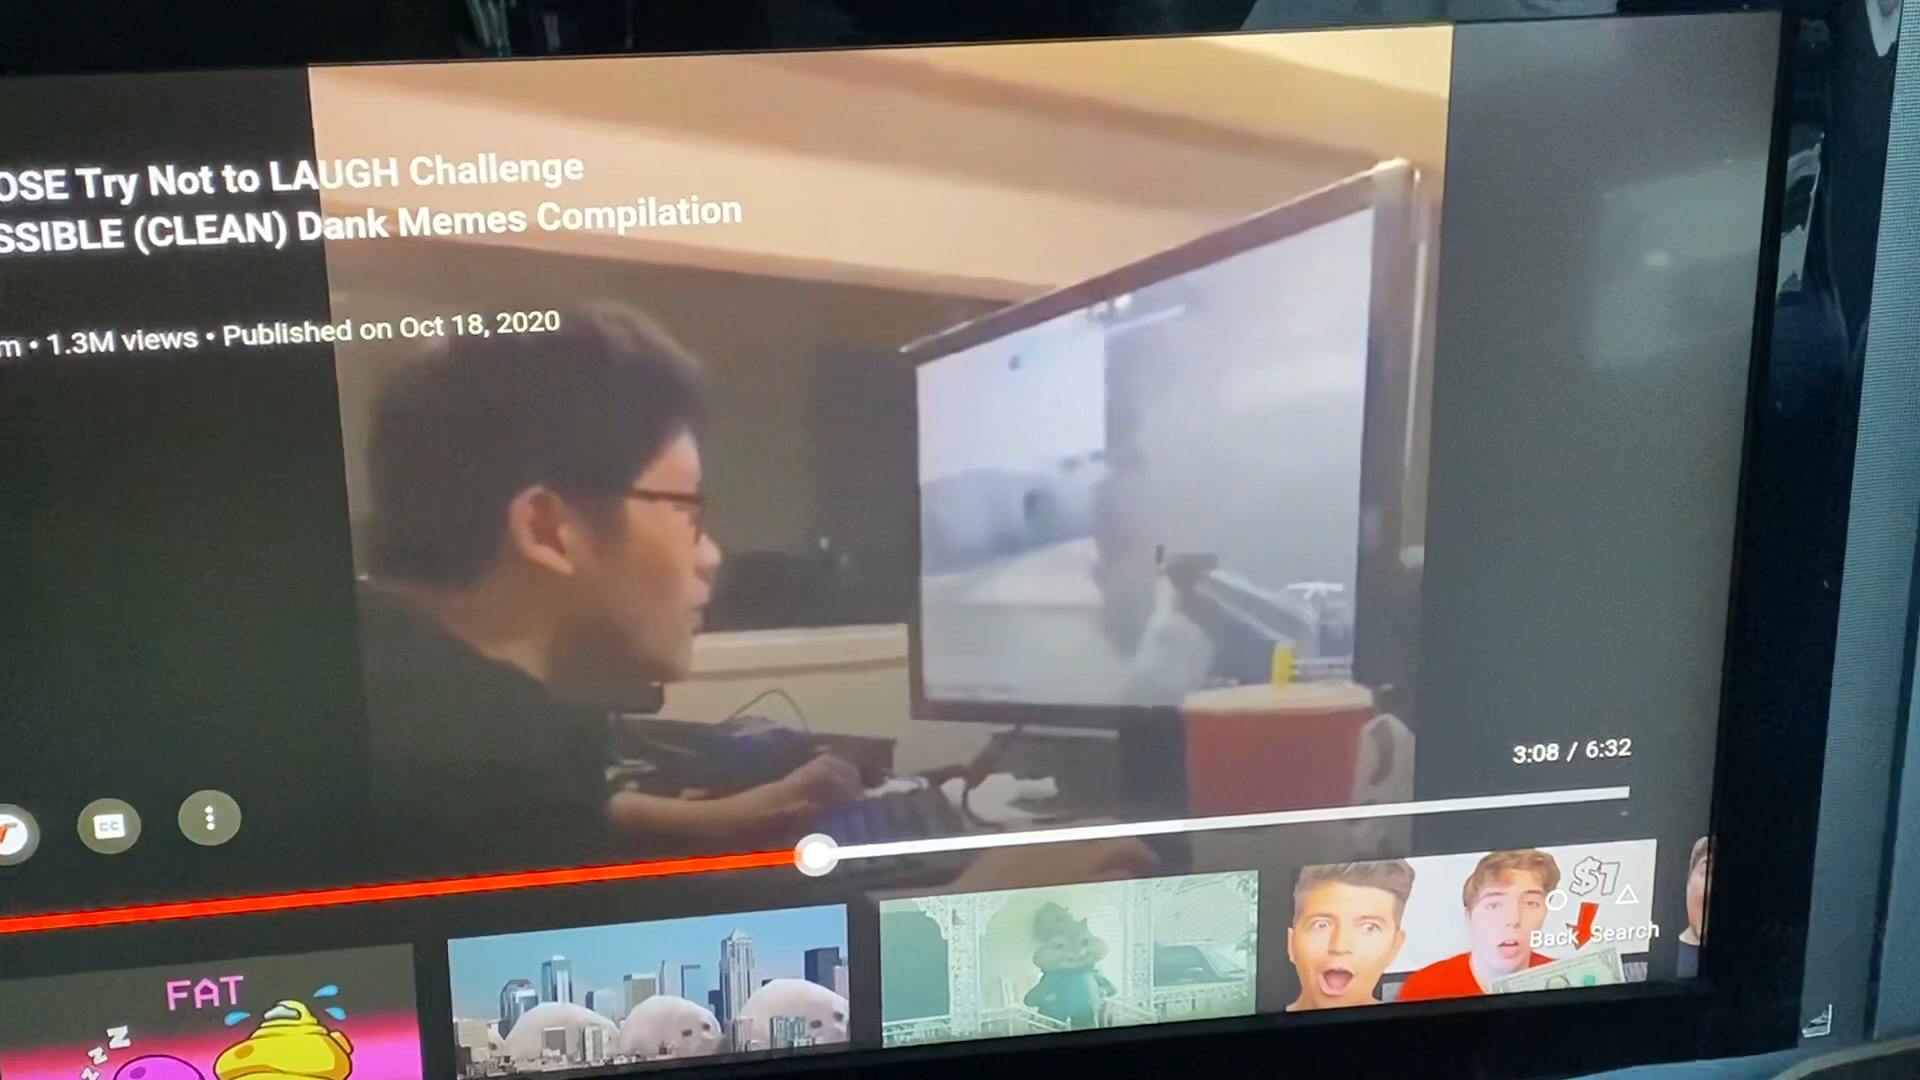 OSE Try Not to LAUGH Challenge
SSIBLE (CLEAN) Dank Memes Compilation
m • 1.3M views • Published on Oct 18, 2020
3:08 / 6:32
CC
FAT
z z z
$1
Back Search